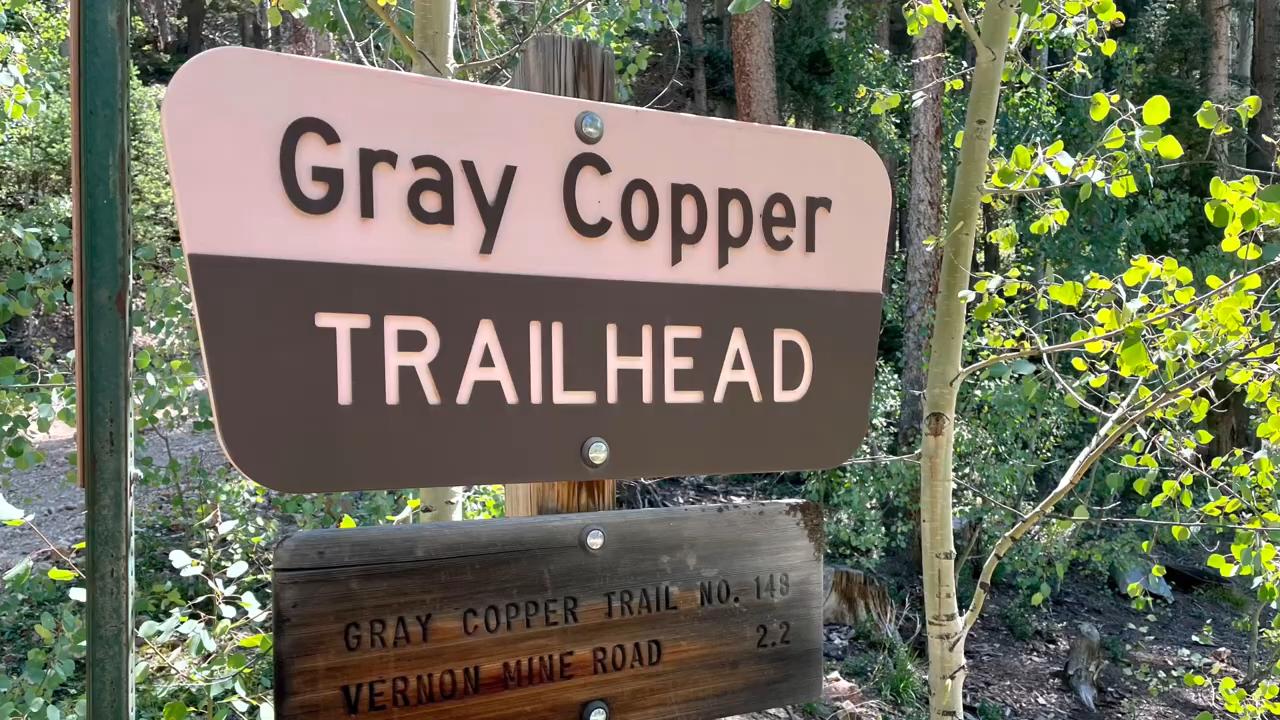 Gray Copper
TRAILHEAD
GRAY COPPER TRAIL NO. 148
VERNON MINE ROAD 2.2